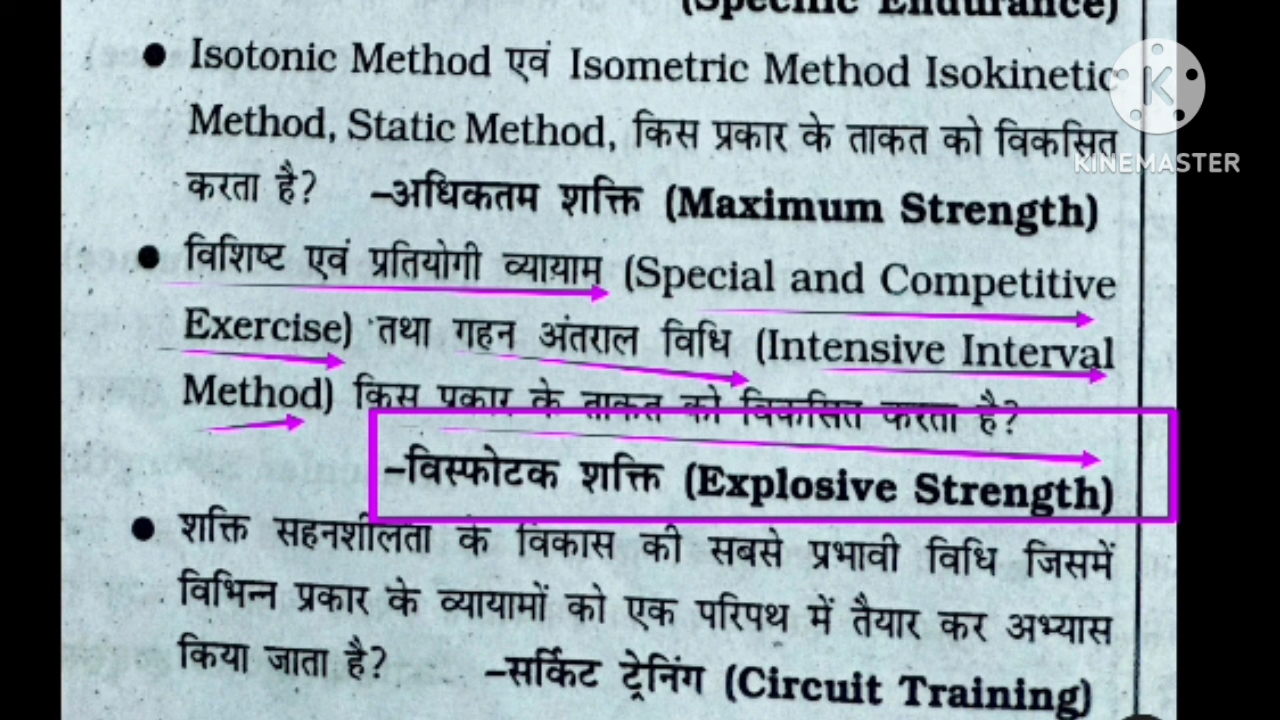 (Specific Endurance)
• Isotonic Method एवं Isometric Method Isokinetic
Method, Static Method, किस प्रकार के ताकत को विकसित
करता है? –अधिकतम शक्ति (Maximum Strength)
• विशिष्ट एवं प्रतियोगी व्यायाम (Special and Competitive
Exercise) तथा गहन अंतराल विधि (Intensive Interval
Method) किस प्रकार के ताकत को विकसित करता है?
–विस्फोटक शक्ति (Explosive Strength)
• शक्ति सहनशीलता के विकास की सबसे प्रभावी विधि जिसमें
विभिन्न प्रकार के व्यायामों को एक परिपथ में तैयार कर अभ्यास
किया जाता है? –सर्किट ट्रेनिंग (Circuit Training)
K
KINEMASTER